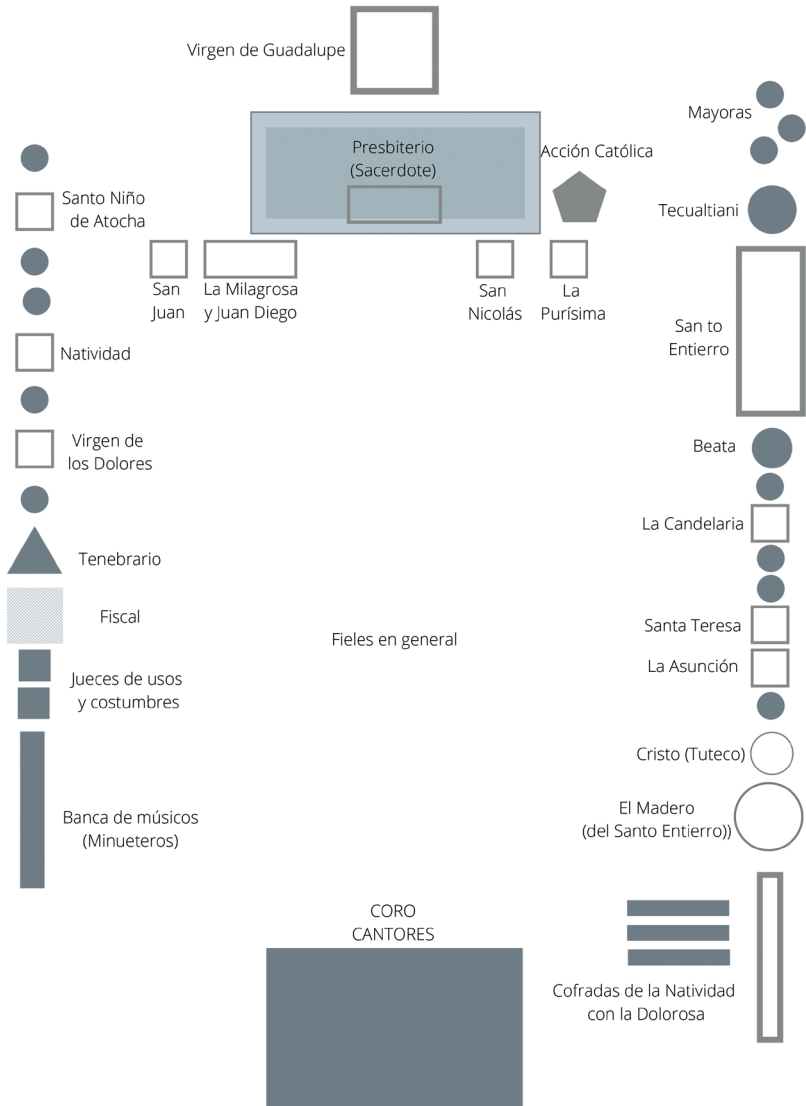 Virgen de Guadalupe
Mayoras
Presbiterio
(Sacerdote)
Acción Católica
Santo Niño
de Atocha
Tecualtiani
San
Juan
La Milagrosa
y Juan Diego
San
Nicolás
La
Purísima
San to
Entierro
Natividad
Virgen de
los Dolores
Beata
La Candelaria
Tenebrario
Fiscal
Fieles en general
Santa Teresa
La Asunción
Jueces de usos
y costumbres
Cristo (Tuteco)
Banca de músicos
(Minueteros)
El Madero
(del Santo Entierro))
CORO
CANTORES
Cofradas de la Natividad
con la Dolorosa